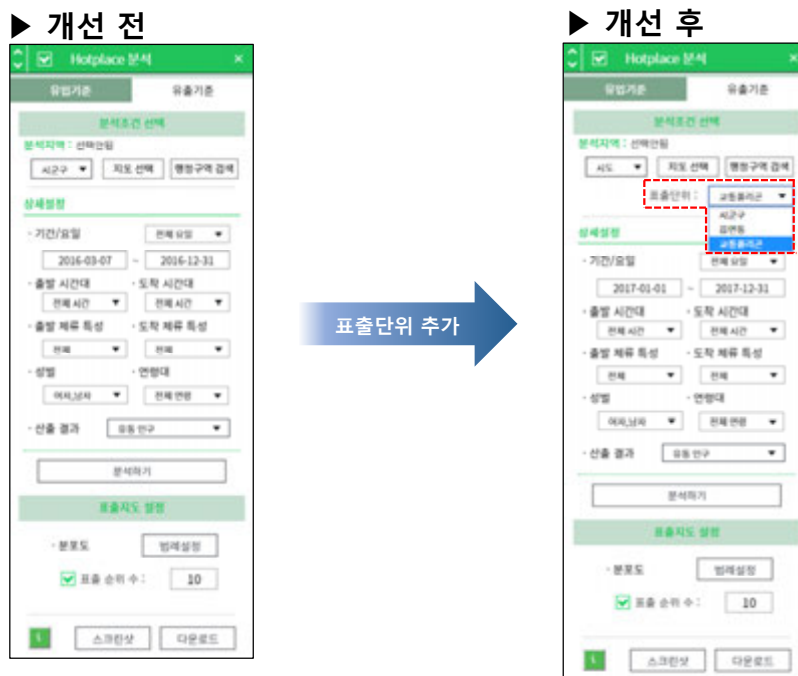 ▶ 개선 전
Hotplace 분석
유입기준 유출기준
분석조건 선택
분석지역 : 선택안됨
시군구 지도 선택 행정구역 검색
상세설정
· 기간/요일 전체 요일
2016-03-07 ~ 2016-12-31
· 출발 시간대 · 도착 시간대
전체 시간 전체 시간
· 출발 체류 특성 · 도착 체류 특성
전체 전체
· 성별 · 연령대
여자,남자 전체 연령
· 산출 결과 유동 인구
분석하기
표출지도 설정
· 분포도 범례설정
표출 순위 수 : 10
스크린샷 다운로드
표출단위 추가
▶ 개선 후
Hotplace 분석
유입기준 유출기준
분석조건 선택
분석지역 : 선택안됨
시도 지도 선택 행정구역 검색
표출단위 : 교통폴리곤
시군구
읍면동
교통폴리곤
상세설정
· 기간/요일 전체 요일
2017-01-01 ~ 2017-12-31
· 출발 시간대 · 도착 시간대
전체 시간 전체 시간
· 출발 체류 특성 · 도착 체류 특성
전체 전체
· 성별 · 연령대
여자,남자 전체 연령
· 산출 결과 유동 인구
분석하기
표출지도 설정
· 분포도 범례설정
표출 순위 수 : 10
스크린샷 다운로드